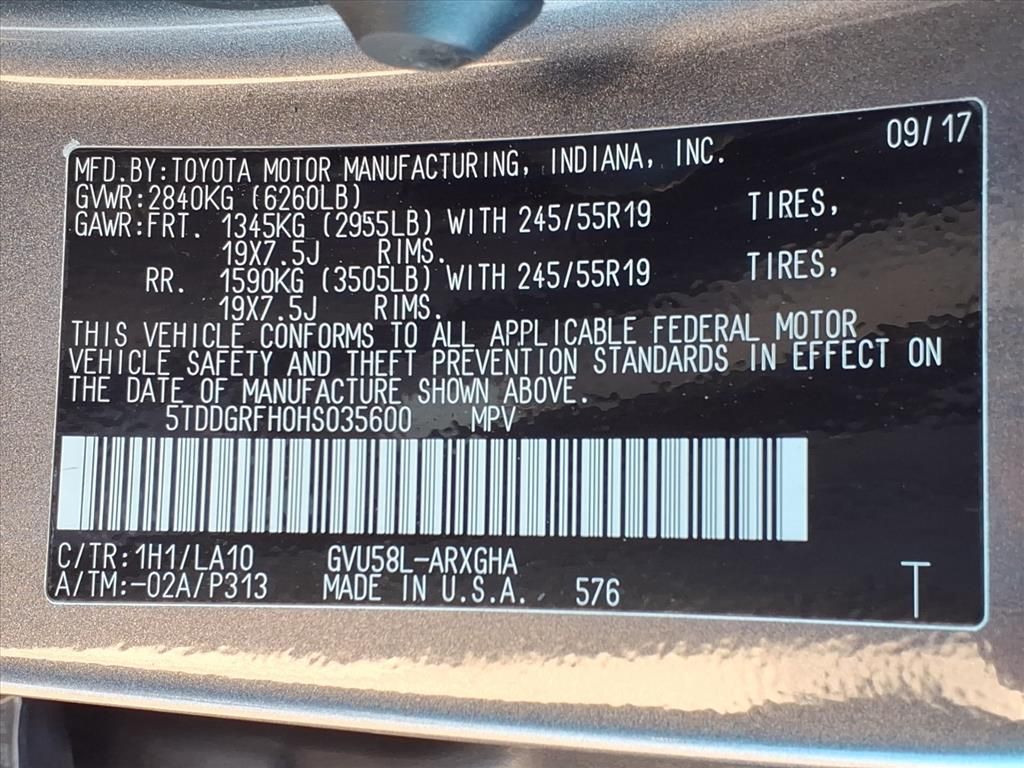 09/17
MFD.BY:TOYOTA MOTOR MANUFACTURING, INDIANA, INC.
GVWR:2840KG (6260LB)
GAWR:FRT. 1345KG (2955LB) WITH 245/55R19 TIRES,
19X7.5J RIMS.
RR. 1590KG (3505LB) WITH 245/55R19 TIRES,
19X7.5J RIMS.
THIS VEHICLE CONFORMS TO ALL APPLICABLE FEDERAL MOTOR
VEHICLE SAFETY AND THEFT PREVENTION STANDARDS IN EFFECT ON
THE DATE OF MANUFACTURE SHOWN ABOVE.
5TDDGRFH0HS035600 MPV
C/TR:1H1/LA10 GVU58L-ARXGHA
A/TM:-02A/P313 MADE IN U.S.A. 576 T